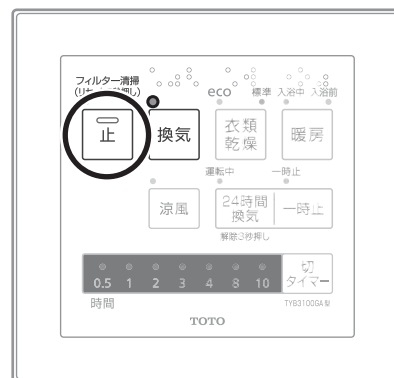 フィルター清掃
eco 標準 入浴中 入浴前
止 換気 衣類乾燥 暖房
運転中 一時止
涼風 24時間換気 一時止
解除3秒押し
0.5 1 2 3 4 8 10 切タイマー
時間 TYB3100GA型
TOTO